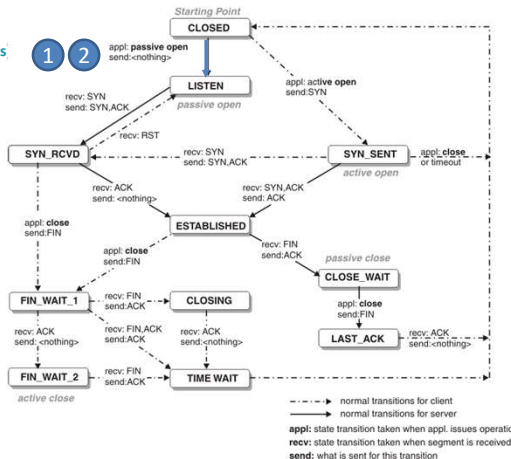 Starting Point
CLOSED
s
1 2
appl: passive open
send:<nothing>
LISTEN
passive open
appl: active open
send:SYN
recv: SYN
send: SYN,ACK
recv: RST
SYN_RCVD
recv: SYN
send: SYN,ACK
SYN_SENT
active open
appl: close
or timeout
recv: ACK
send: <nothing>
recv: SYN,ACK
send: ACK
appl: close
send:FIN
ESTABLISHED
appl: close
send:FIN
recv: FIN
send:ACK
passive close
CLOSE_WAIT
FIN_WAIT_1
recv: FIN
send:ACK
CLOSING
appl: close
send:FIN
recv: ACK
send: <nothing>
recv: FIN,ACK
send:ACK
recv: ACK
send: <nothing>
LAST_ACK
recv: ACK
send:<nothing>
FIN_WAIT_2
active close
recv: FIN
send:ACK
TIME WAIT
normal transitions for client
normal transitions for server
appl: state transition taken when appl. issues operatio
recv: state transition taken when segment is received
send: what is sent for this transition